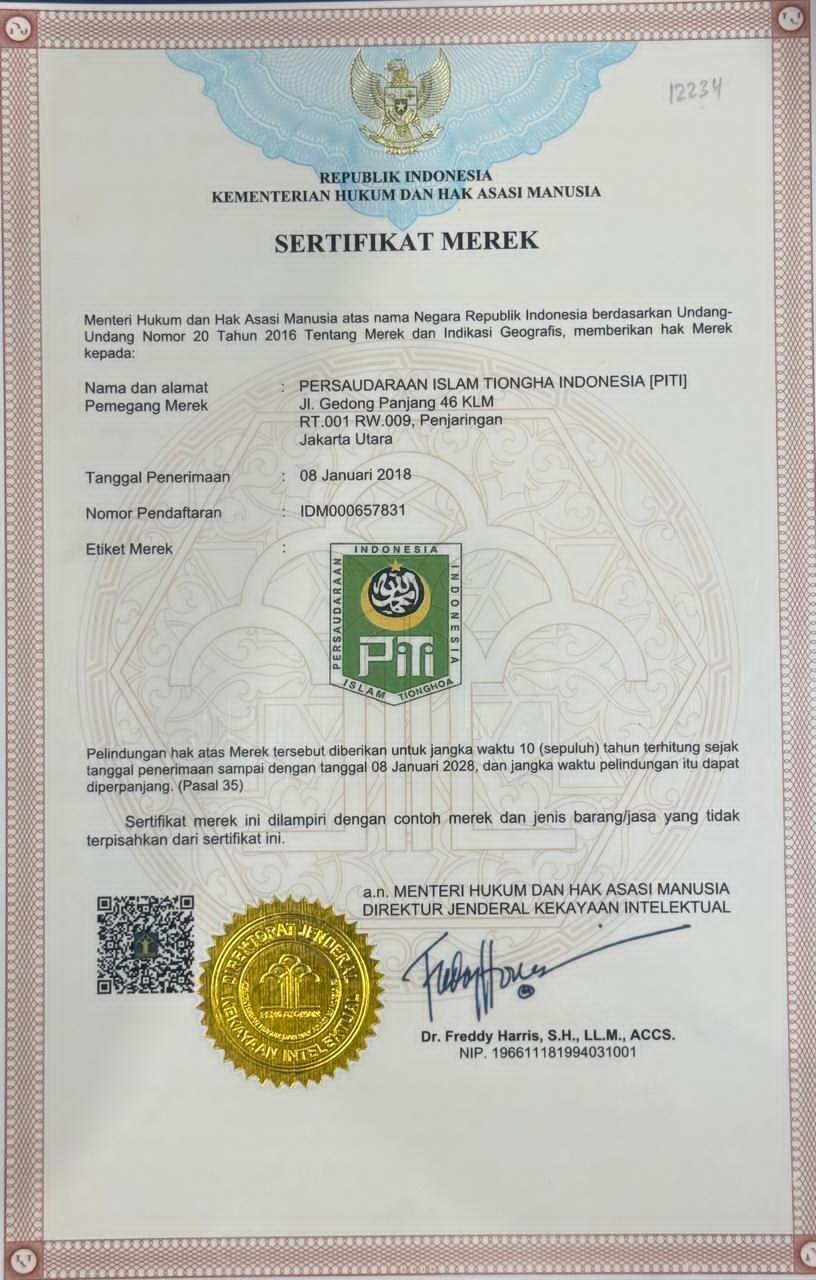 12234
REPUBLIK INDONESIA
KEMENTERIAN HUKUM DAN HAK ASASI MANUSIA
SERTIFIKAT MEREK
Menteri Hukum dan Hak Asasi Manusia atas nama Negara Republik Indonesia berdasarkan Undang-
Undang Nomor 20 Tahun 2016 Tentang Merek dan Indikasi Geografis, memberikan hak Merek
kepada:
Nama dan alamat : PERSAUDARAAN ISLAM TIONGHA INDONESIA [PITI]
Pemegang Merek Jl. Gedong Panjang 46 KLM
RT.001 RW.009, Penjaringan
Jakarta Utara
Tanggal Penerimaan : 08 Januari 2018
Nomor Pendaftaran : IDM000657831
Etiket Merek :
INDONESIA
PERSAUDARAAN
INDONESIA
PiTi
ISLAM TIONGHOA
Pelindungan hak atas Merek tersebut diberikan untuk jangka waktu 10 (sepuluh) tahun terhitung sejak
tanggal penerimaan sampai dengan tanggal 08 Januari 2028, dan jangka waktu pelindungan itu dapat
diperpanjang. (Pasal 35)
Sertifikat merek ini dilampiri dengan contoh merek dan jenis barang/jasa yang tidak
terpisahkan dari sertifikat ini.
a.n. MENTERI HUKUM DAN HAK ASASI MANUSIA
DIREKTUR JENDERAL KEKAYAAN INTELEKTUAL
DIREKTORAT JENDERAL
KEKAYAAN INTELEKTUAL
PENGAYOMAN
Dr. Freddy Harris, S.H., LL.M., ACCS.
NIP. 196611181994031001